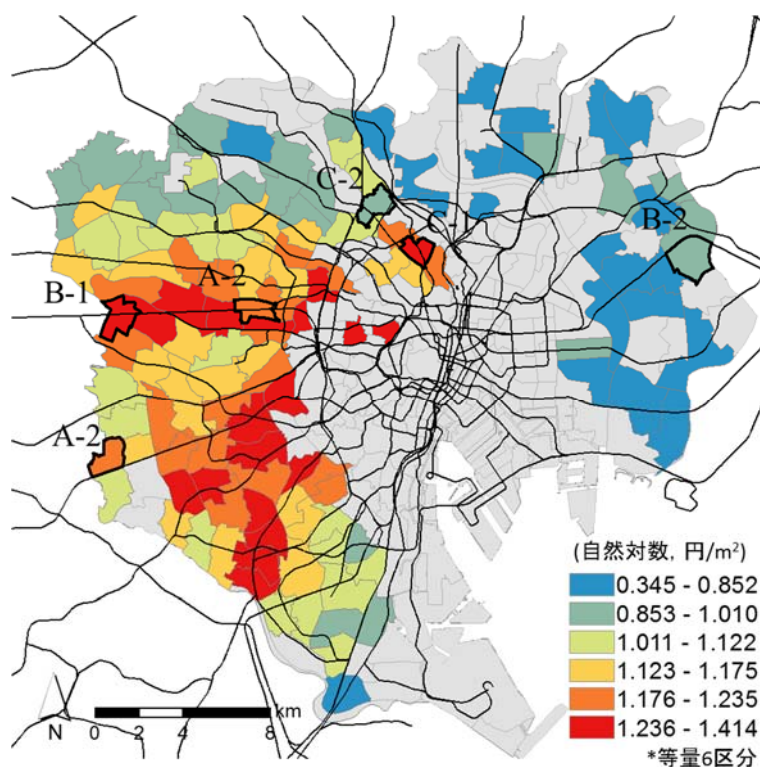 C-2
C-1
B-2
A-2
B-1
A-2
(自然対数, 円/m²)
0.345 - 0.852
0.853 - 1.010
1.011 - 1.122
1.123 - 1.175
1.176 - 1.235
1.236 - 1.414
*等量6区分
km
N
0 2 4 8